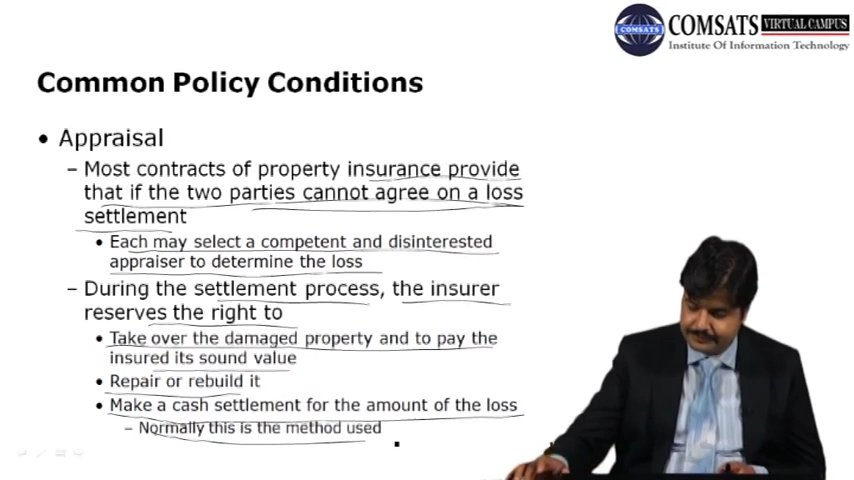 COMSATS VIRTUAL CAMPUS
COMSATS
Institute Of Information Technology
Common Policy Conditions
• Appraisal
– Most contracts of property insurance provide
that if the two parties cannot agree on a loss
settlement
• Each may select a competent and disinterested
appraiser to determine the loss
– During the settlement process, the insurer
reserves the right to
• Take over the damaged property and to pay the
insured its sound value
• Repair or rebuild it
• Make a cash settlement for the amount of the loss
– Normally this is the method used